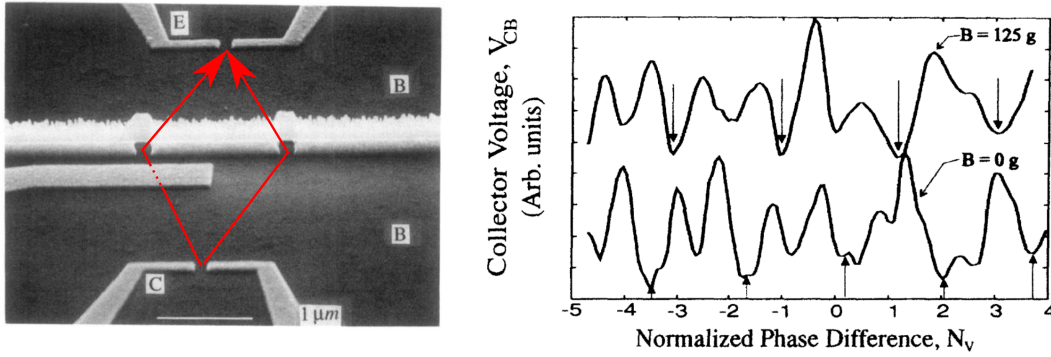 E
B
B
C
1 μm
Collector Voltage, V_CB
(Arb. units)
B = 125 g
B = 0 g
-5 -4 -3 -2 -1 0 1 2 3 4
Normalized Phase Difference, N_v